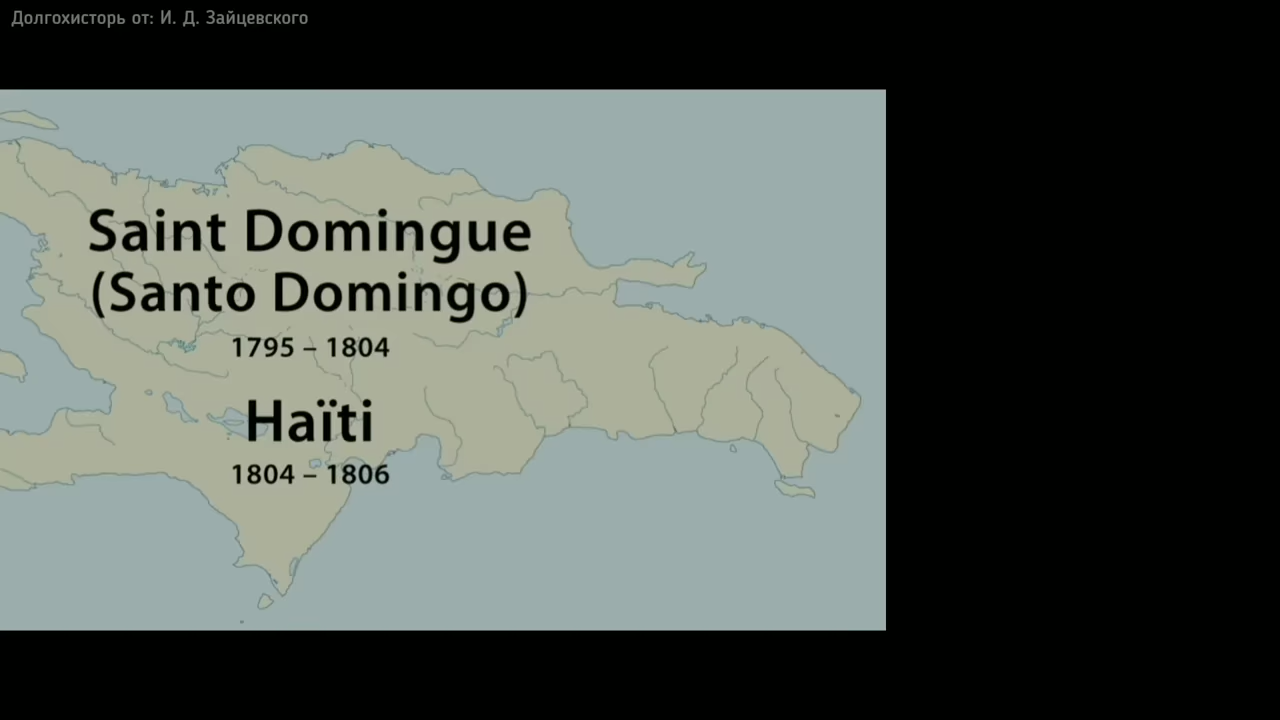 Долгохисторь от: И. Д. Зайцевского
Saint Domingue
(Santo Domingo)
1795 – 1804
Haïti
1804 – 1806